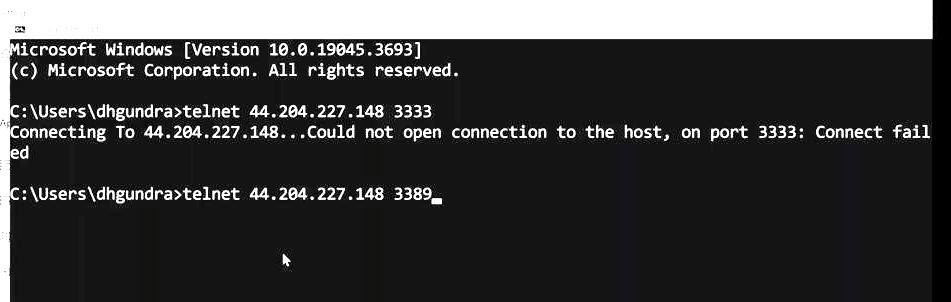 Microsoft Windows [Version 10.0.19045.3693]
(c) Microsoft Corporation. All rights reserved.
C:\Users\dhgundra>telnet 44.204.227.148 3333
Connecting To 44.204.227.148...Could not open connection to the host, on port 3333: Connect fail
ed
C:\Users\dhgundra>telnet 44.204.227.148 3389